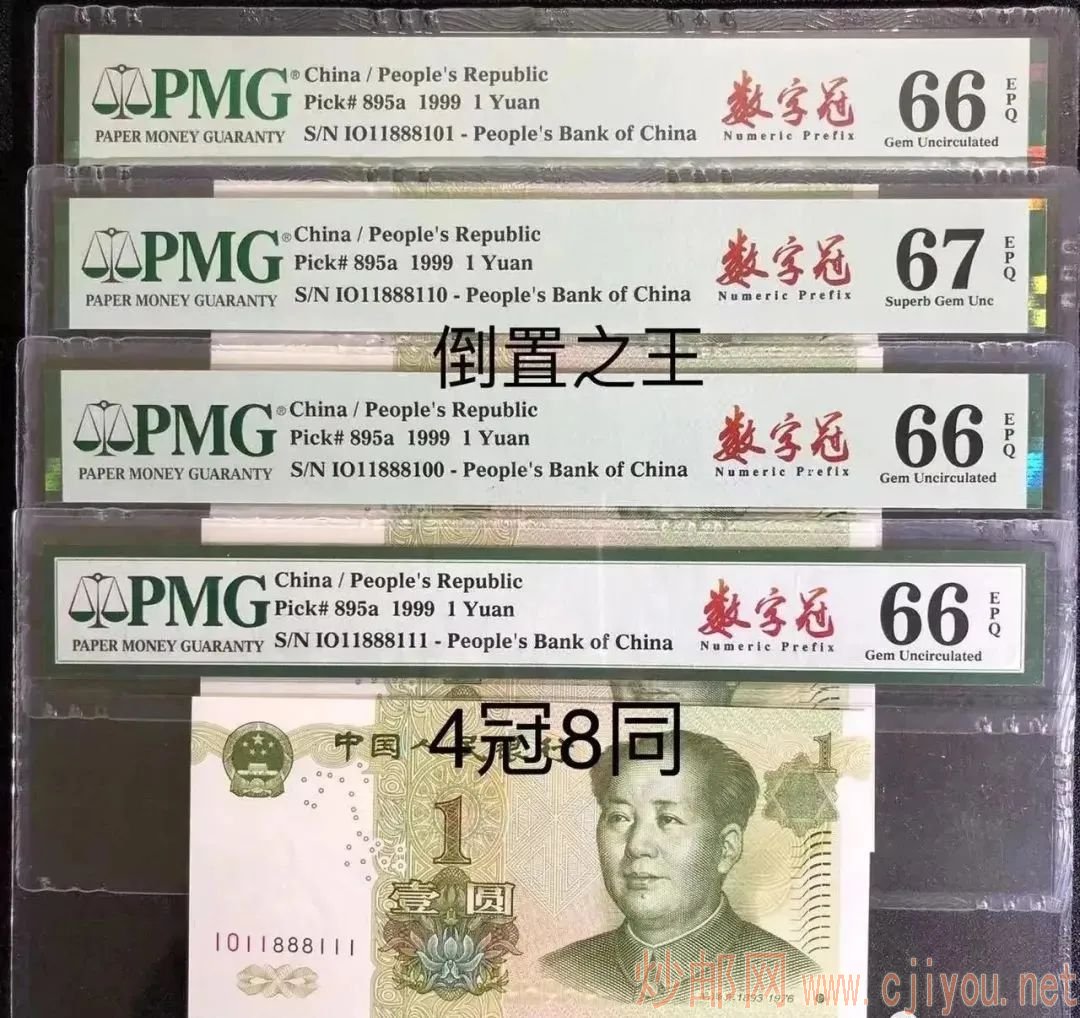 PMG®
PAPER MONEY GUARANTY
China / People's Republic
Pick# 895a 1999 1 Yuan
S/N IO11888101 - People's Bank of China
数字冠
Numeric Prefix
66
Gem Uncirculated
EPQ
PMG®
PAPER MONEY GUARANTY
China / People's Republic
Pick# 895a 1999 1 Yuan
S/N IO11888110 - People's Bank of China
数字冠
Numeric Prefix
67
Superb Gem Unc
EPQ
倒置之王
PMG®
PAPER MONEY GUARANTY
China / People's Republic
Pick# 895a 1999 1 Yuan
S/N IO11888100 - People's Bank of China
数字冠
Numeric Prefix
66
Gem Uncirculated
EPQ
PMG
PAPER MONEY GUARANTY
China / People's Republic
Pick# 895a 1999 1 Yuan
S/N IO11888111 - People's Bank of China
数字冠
Numeric Prefix
66
Gem Uncirculated
EPQ
4冠8同
中国人民银行
1
1
壹圆
IO11888111
炒邮网 www.cjiyou.net
1893-1976